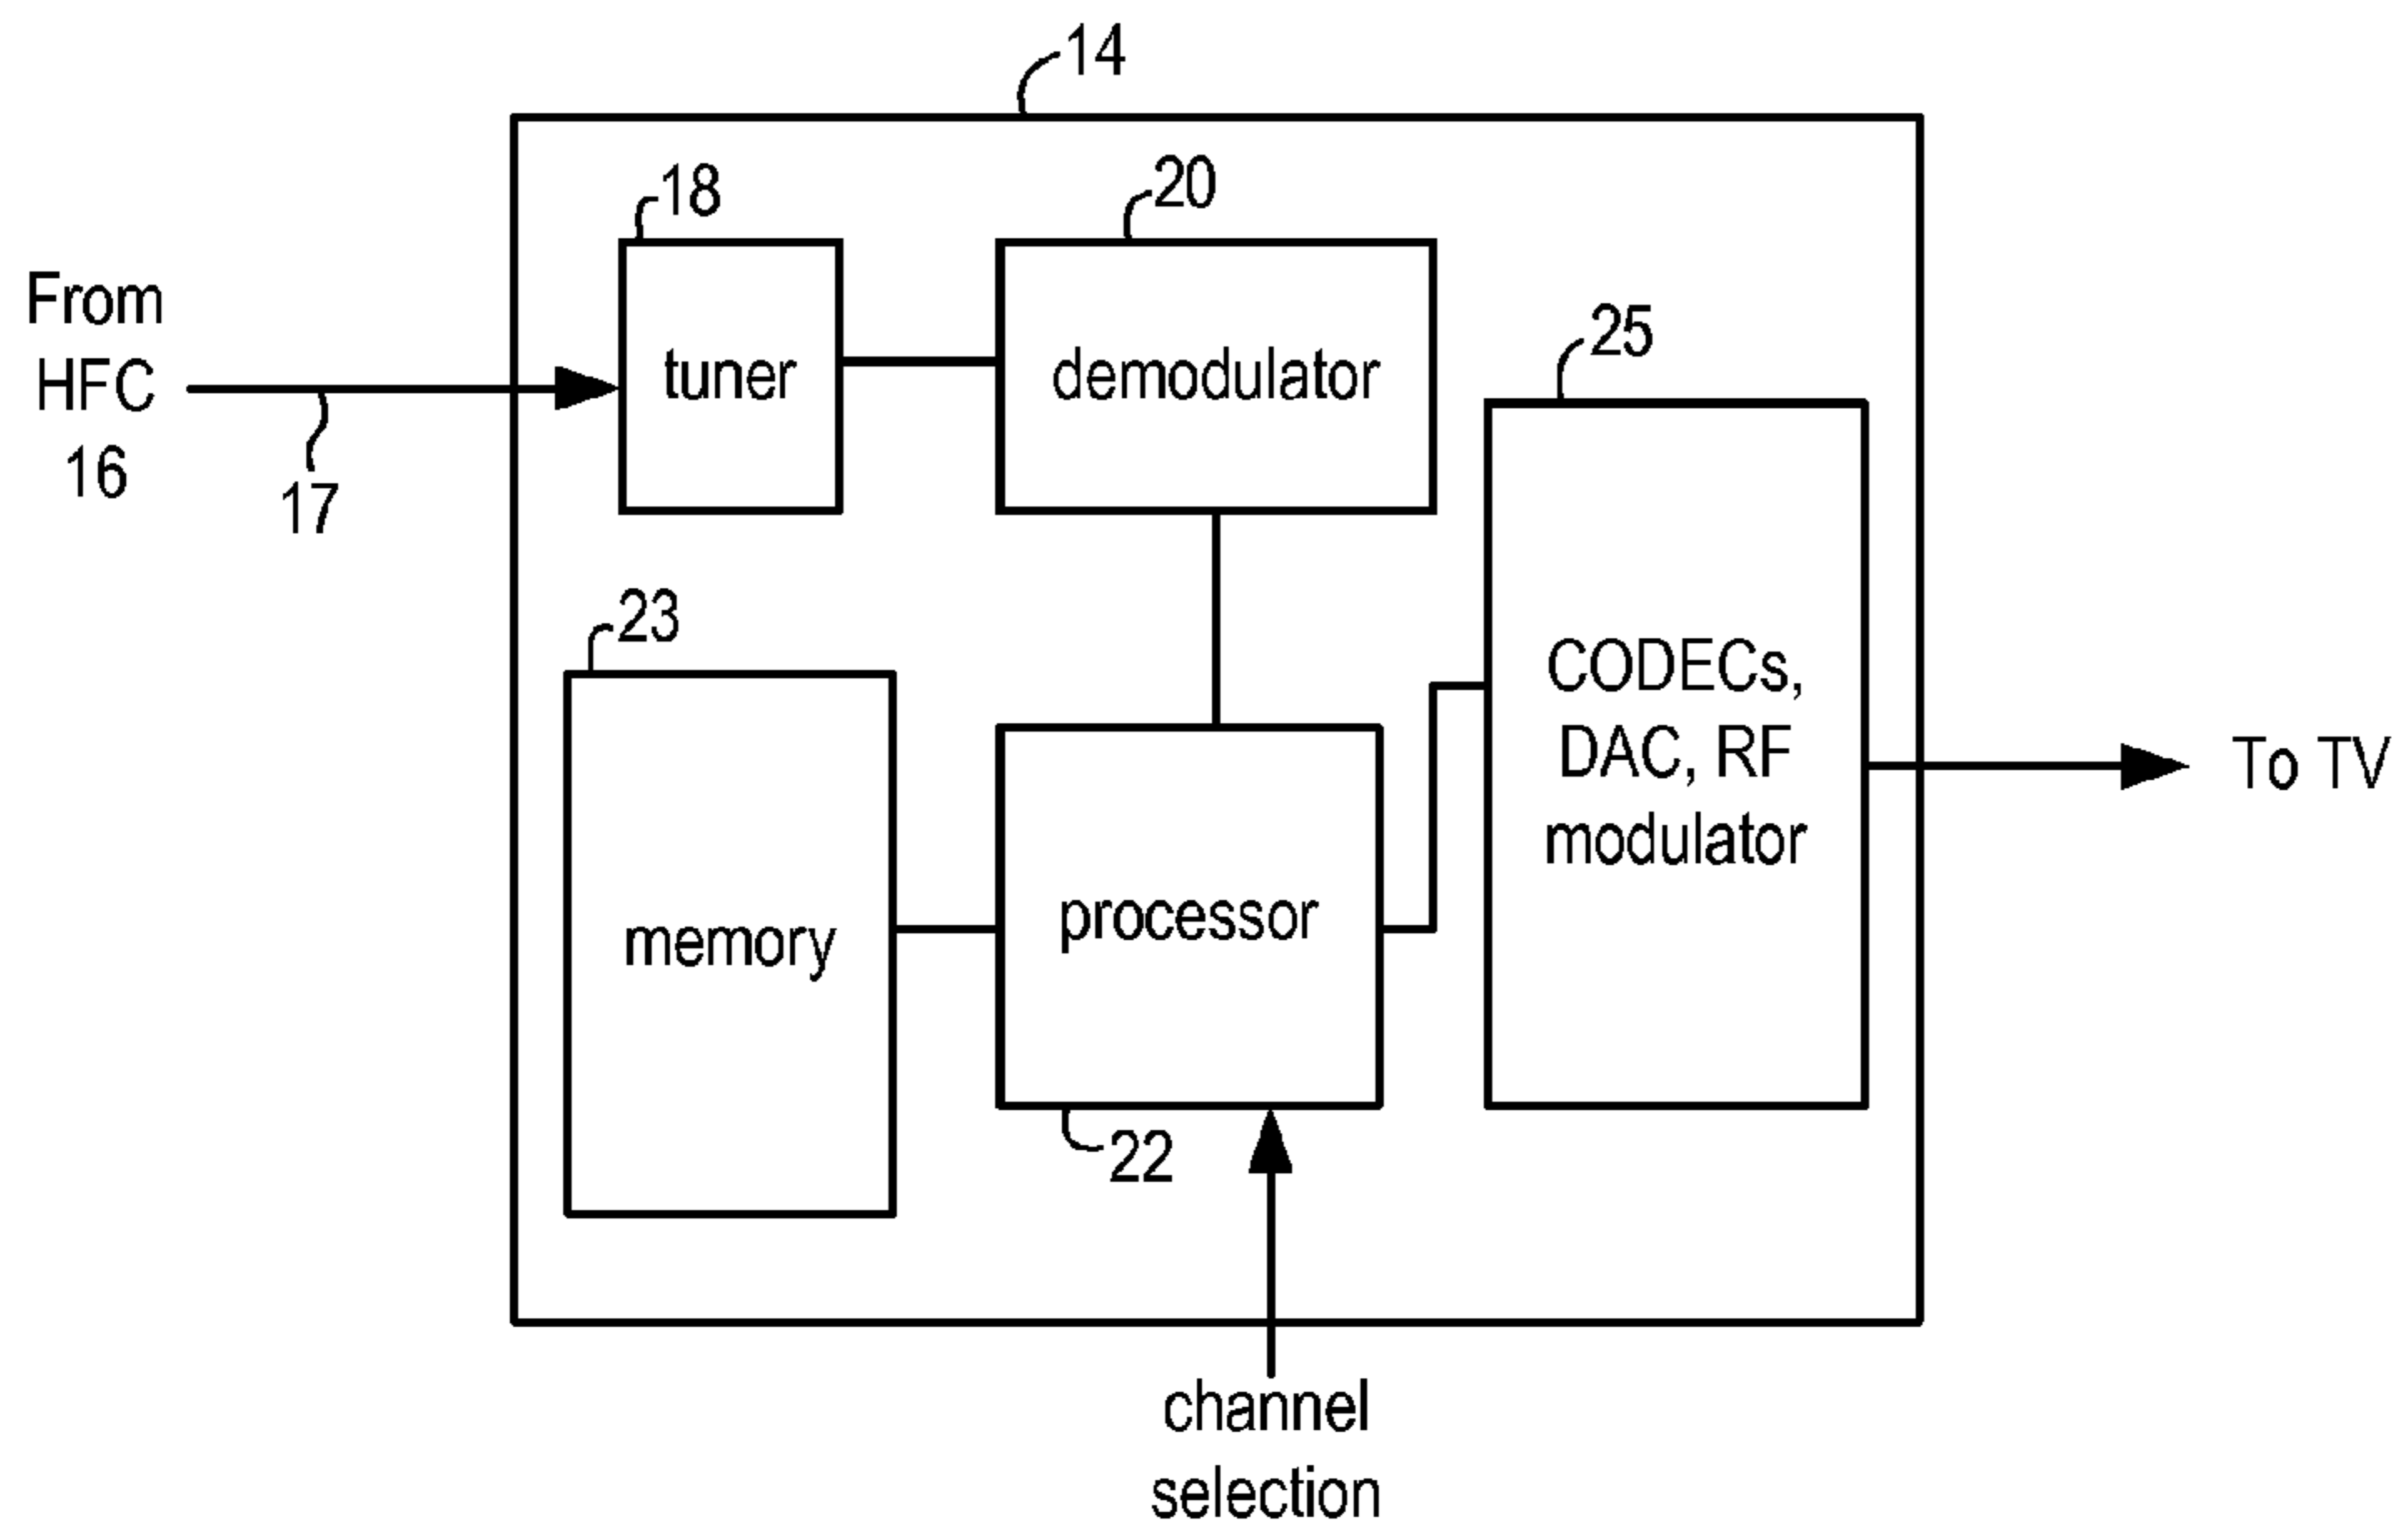 14
18
20
From
HFC
16
17
tuner
demodulator
25
23
CODECs,
DAC, RF
modulator
To TV
memory
processor
22
channel
selection